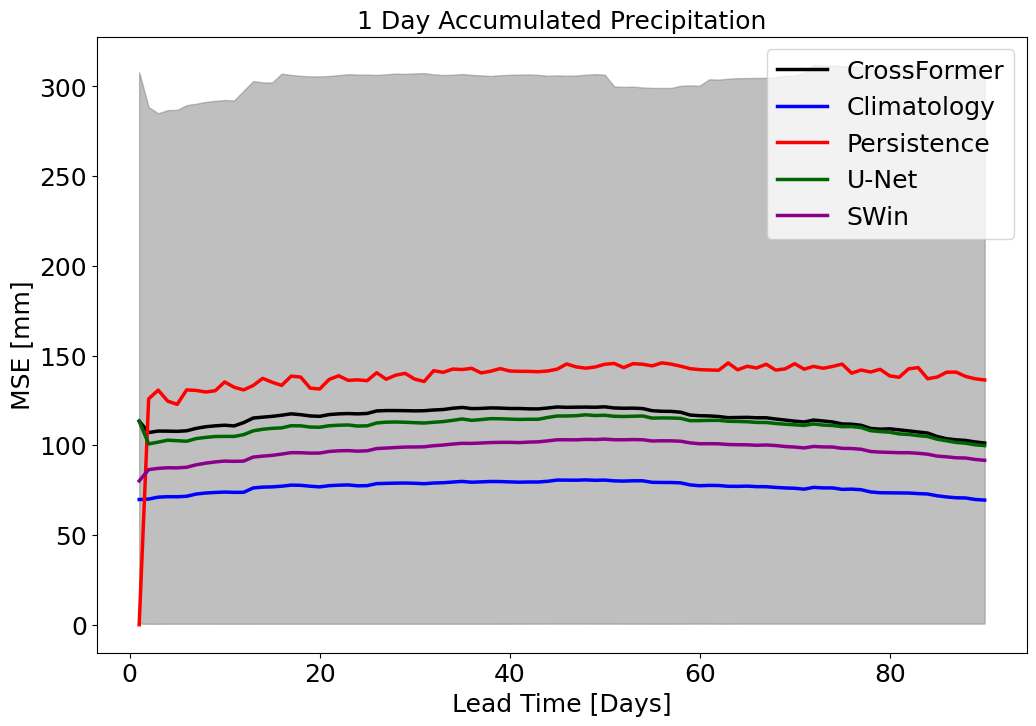 1 Day Accumulated Precipitation
MSE [mm]
300
250
200
150
100
50
0
0 20 40 60 80
Lead Time [Days]
CrossFormer
Climatology
Persistence
U-Net
SWin